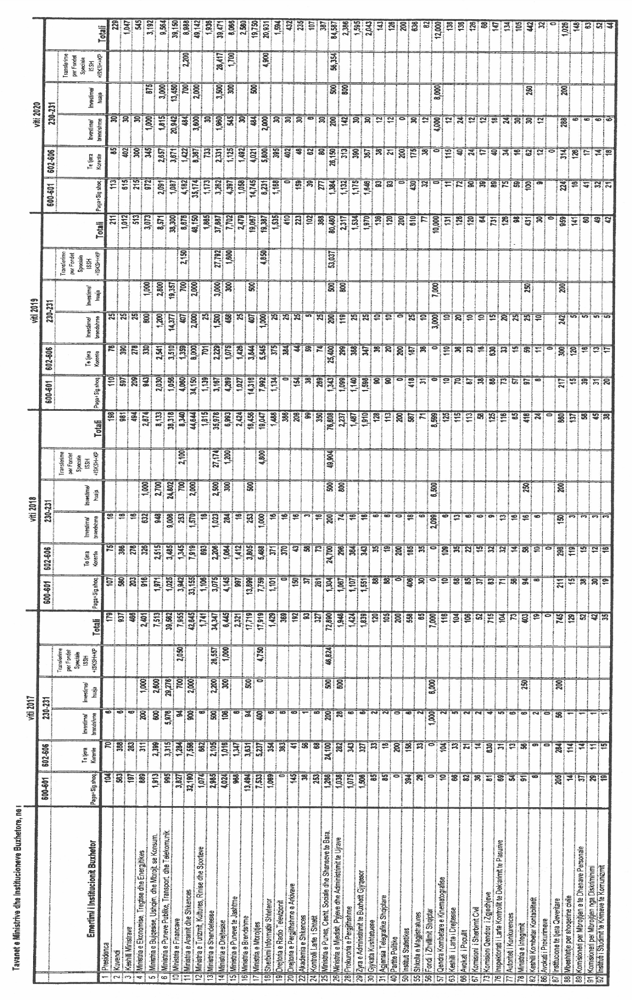 Tavanet e Ministrive dhe Institucioneve Buxhetore, ne
viti 2017 viti 2018 viti 2019 viti 2020
600-601 602-606 230-231 600-601 602-606 230-231 600-601 602-606 230-231 600-601 602-606 230-231
Emertimi i Institucionit Buxhetor Paga+Sig.shoq. Te tjera Korente Investime/ brendshme Investime/ huaja Transferime per Fondet Speciale ISSH +ISKSH+KP Totali Paga+Sig.shoq. Te tjera Korente Investime/ brendshme Investime/ huaja Transferime per Fondet Speciale ISSH +ISKSH+KP Totali Paga+Sig.shoq. Te tjera Korente Investime/ brendshme Investime/ huaja Transferime per Fondet Speciale ISSH +ISKSH+KP Totali Paga+Sig.shoq. Te tjera Korente Investime/ brendshme Investime/ huaja Transferime per Fondet Speciale ISSH +ISKSH+KP Totali
1 Presidenca 104 70 6 179 107 75 16 198 110 76 25 211 113 85 30 229
2 Kuvendi 563 368 6 937 580 386 16 981 597 390 25 1,012 615 402 30 1,047
3 Keshilli Ministrave 197 263 6 466 203 276 16 494 209 278 25 513 215 300 30 545
4 Ministria e Ekonomise, Tregtise dhe Energjitikes 889 311 200 1,000 2,401 916 326 632 1,000 2,874 943 330 800 1,000 3,073 972 345 1,000 875 3,192
5 Ministria e Bujqesise, Ushqim. dhe Mbrojt. se Konsum. 1,913 2,399 600 2,600 7,513 1,971 2,515 948 2,700 8,133 2,030 2,541 1,200 2,800 8,571 2,091 2,657 1,815 3,000 9,564
6 Ministria e Puneve Publike, Transport. dhe Telekomunik. 995 3,315 5,976 29,276 39,562 1,025 3,485 9,006 24,802 38,318 1,056 3,510 14,377 19,357 38,300 1,087 3,671 20,942 13,450 39,150
10 Ministria e Financave 3,827 1,284 94 700 2,050 7,955 3,942 1,345 253 700 2,100 8,340 4,060 1,359 407 700 2,150 8,676 4,182 1,422 484 700 2,200 8,988
11 Ministria e Arsimit dhe Shkences 32,190 7,556 900 2,000 42,645 33,155 7,919 1,570 2,000 44,644 34,150 8,000 2,000 2,000 46,150 35,174 8,367 3,600 2,000 49,142
12 Ministria e Turizmit, Kultures, Rinise dhe Sporteve 1,074 662 6 1,741 1,106 693 16 1,815 1,139 701 25 1,865 1,173 733 30 1,936
13 Ministria e Shendetesise 2,985 2,105 500 2,200 26,557 34,347 3,075 2,206 1,023 2,500 27,174 35,978 3,167 2,229 1,500 3,000 27,792 37,687 3,262 2,331 1,960 3,500 28,417 39,471
14 Ministria e Drejtesise 4,024 1,016 106 300 1,000 6,445 4,145 1,064 284 300 1,200 6,993 4,269 1,075 458 300 1,600 7,702 4,397 1,125 545 300 1,700 8,066
15 Ministria e Puneve te Jashtme 968 1,347 6 2,321 997 1,412 16 2,424 1,027 1,426 25 2,479 1,058 1,492 30 2,580
16 Ministria e Brendshme 13,494 3,631 94 500 17,719 13,899 3,805 253 500 18,456 14,316 3,844 407 500 19,067 14,745 4,021 484 500 19,750
17 Ministria e Mbrojtjes 7,533 5,237 400 0 4,750 17,919 7,759 5,488 1,000 4,800 19,047 7,992 5,545 1,000 4,850 19,387 8,231 5,800 2,000 4,900 20,931
18 Sherbimi Informativ Shteteror 1,069 354 6 1,429 1,101 371 16 1,488 1,134 375 25 1,535 1,168 395 30 1,594
19 Drejtoria e Radio Televizionit 0 363 6 369 0 370 16 386 0 384 25 410 0 402 30 432
20 Drejtoria e Pergjithshme e Arkivave 145 41 6 192 150 43 16 208 154 44 25 223 159 48 30 235
22 Akademia e Shkences 36 56 1 93 37 58 3 99 38 59 5 102 39 62 6 107
24 Kontrolli Larte i Shtetit 253 68 6 327 261 73 16 350 269 74 25 368 277 80 30 387
25 Ministria e Punes, Cesht. Sociale dhe Shanseve te Bara. 1,266 24,100 200 500 46,824 72,890 1,304 24,700 200 500 49,904 76,608 1,343 25,400 200 500 53,037 80,480 1,384 26,150 200 500 56,354 84,587
26 Ministria e Medisit, Pyjeve dhe Administrimit te Ujrave 1,036 282 28 600 1,946 1,067 296 74 800 2,237 1,099 299 119 800 2,317 1,132 313 142 800 2,386
28 Prokuroria e Pergjithshme 1,075 343 6 1,424 1,107 364 16 1,487 1,140 368 25 1,534 1,175 390 30 1,595
29 Zyra e Administrimit te Buxhetit Gjyqesor 1,506 327 6 1,839 1,551 343 16 1,910 1,598 347 25 1,970 1,646 367 30 2,043
30 Gjykata Kushtetuese 85 33 2 120 88 35 6 128 90 36 10 139 93 38 12 143
31 Agjensia Telegrafike Shqiptare 85 18 2 105 88 19 6 113 90 20 10 120 93 21 12 126
40 Partite Politike 0 200 0 200 0 200 0 200 0 200 0 200 0 200 0 200
50 Instituti Statistikes 394 158 6 558 406 165 16 587 418 167 25 610 430 175 30 636
55 Shkolla e Magjistratures 29 33 2 65 30 35 6 71 31 36 10 77 32 38 12 82
56 Fondi i Zhvillimit Shqiptar 0 0 1,000 6,000 7,000 0 0 2,099 6,500 8,599 0 0 3,000 7,000 10,000 0 0 4,000 8,000 12,000
57 Qendra Kombetare e Kinematografise 10 104 2 116 10 109 6 125 10 110 10 131 11 115 12 138
63 Keshilli i Larte i Drejtesise 66 33 5 104 68 35 13 115 70 36 20 126 72 40 24 136
66 Avokati i Popullit 82 21 2 106 85 22 6 113 87 23 10 120 90 24 12 126
67 Komisioni i Sherbimit Civil 36 14 2 52 37 15 6 58 38 16 10 64 39 17 12 68
73 Komisioni Qendror i Zgjedhjeve 81 630 4 715 83 32 9 125 86 630 15 731 89 40 18 147
76 Inspektoriati i Larte Kontrollit te Deklarimit te Pasurive 69 31 5 104 71 32 13 116 73 33 20 126 75 34 24 134
77 Autoriteti i Konkurences 54 13 6 73 56 14 16 85 57 15 25 98 59 16 30 105
78 Ministria e Integrimit 91 56 6 250 403 94 58 16 250 418 97 59 25 250 431 100 62 30 250 442
82 Keshilli Kombetar Kontabilitetit 8 9 2 19 8 10 6 24 8 11 10 30 9 12 12 32
86 Avokati i Prokurimeve 0 0 0 0 0 0 0
87 Institucione te tjera Qeveritare 205 284 56 200 745 211 298 150 200 860 217 300 242 200 959 224 314 288 200 1,026
88 Mbeshtetje per shoqerine civile 14 114 1 129 15 119 3 137 15 120 5 141 16 126 6 148
89 Komisioneri per Mbrojtjen e te Dhenave Personale 37 14 1 52 38 15 3 56 39 16 5 60 41 17 6 63
91 Komisioneri per Mbrojtjen nga Diskriminimi 29 11 1 42 30 12 3 45 31 13 5 49 32 14 6 52
92 Instituti i Studimit te Krimeve te Komunizmit 19 15 1 35 19 16 3 38 20 17 5 42 21 18 6 44